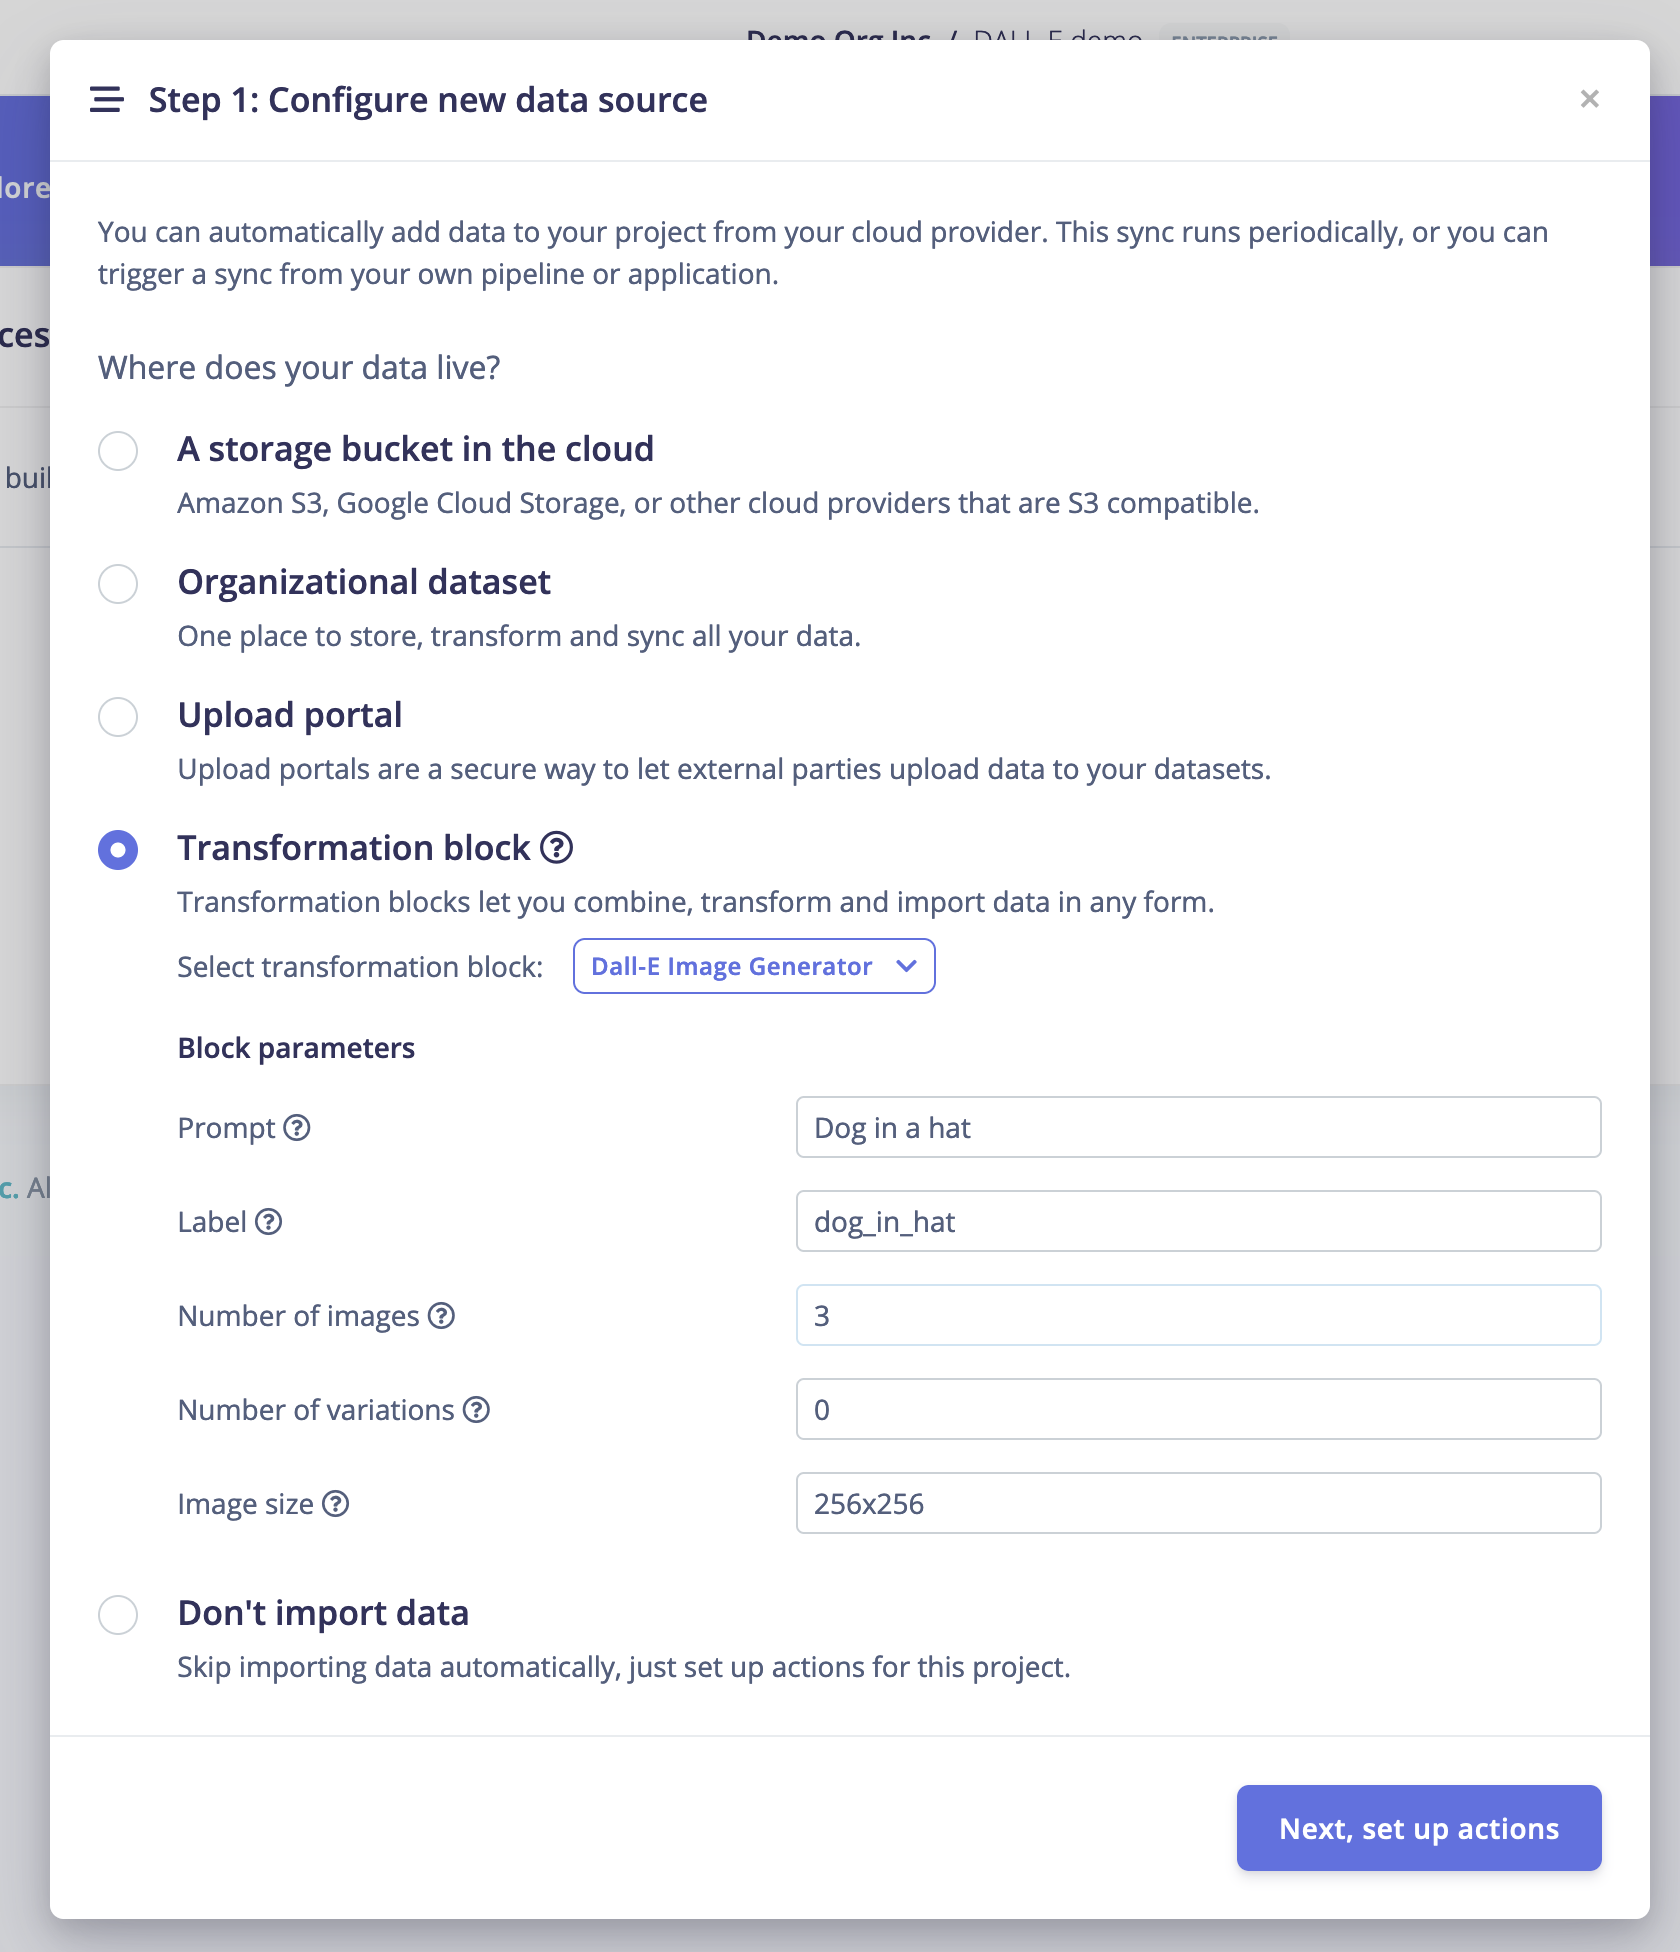 Demo Org Inc. / DALL-E demo ENTERPRISE
Step 1: Configure new data source
×
lore
You can automatically add data to your project from your cloud provider. This sync runs periodically, or you can
trigger a sync from your own pipeline or application.
ces
Where does your data live?
A storage bucket in the cloud
buil
Amazon S3, Google Cloud Storage, or other cloud providers that are S3 compatible.
Organizational dataset
One place to store, transform and sync all your data.
Upload portal
Upload portals are a secure way to let external parties upload data to your datasets.
Transformation block ?
Transformation blocks let you combine, transform and import data in any form.
Select transformation block: Dall-E Image Generator
Block parameters
Prompt ? Dog in a hat
c. Al
Label ? dog_in_hat
Number of images ? 3
Number of variations ? 0
Image size ? 256x256
Don't import data
Skip importing data automatically, just set up actions for this project.
Next, set up actions